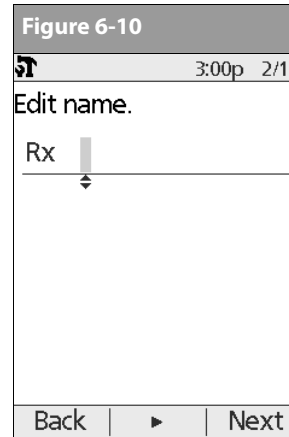 Figure 6-10
3:00p 2/1
Edit name.
Rx
Back | ► | Next